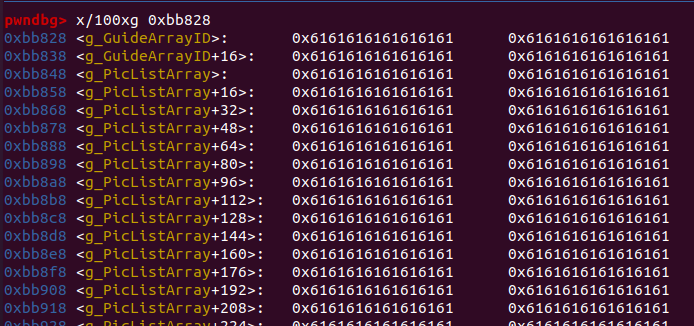 pwndbg> x/100xg 0xbb828
0xbb828 <g_GuideArrayID>: 0x6161616161616161 0x6161616161616161
0xbb838 <g_GuideArrayID+16>: 0x6161616161616161 0x6161616161616161
0xbb848 <g_PicListArray>: 0x6161616161616161 0x6161616161616161
0xbb858 <g_PicListArray+16>: 0x6161616161616161 0x6161616161616161
0xbb868 <g_PicListArray+32>: 0x6161616161616161 0x6161616161616161
0xbb878 <g_PicListArray+48>: 0x6161616161616161 0x6161616161616161
0xbb888 <g_PicListArray+64>: 0x6161616161616161 0x6161616161616161
0xbb898 <g_PicListArray+80>: 0x6161616161616161 0x6161616161616161
0xbb8a8 <g_PicListArray+96>: 0x6161616161616161 0x6161616161616161
0xbb8b8 <g_PicListArray+112>: 0x6161616161616161 0x6161616161616161
0xbb8c8 <g_PicListArray+128>: 0x6161616161616161 0x6161616161616161
0xbb8d8 <g_PicListArray+144>: 0x6161616161616161 0x6161616161616161
0xbb8e8 <g_PicListArray+160>: 0x6161616161616161 0x6161616161616161
0xbb8f8 <g_PicListArray+176>: 0x6161616161616161 0x6161616161616161
0xbb908 <g_PicListArray+192>: 0x6161616161616161 0x6161616161616161
0xbb918 <g_PicListArray+208>: 0x6161616161616161 0x6161616161616161